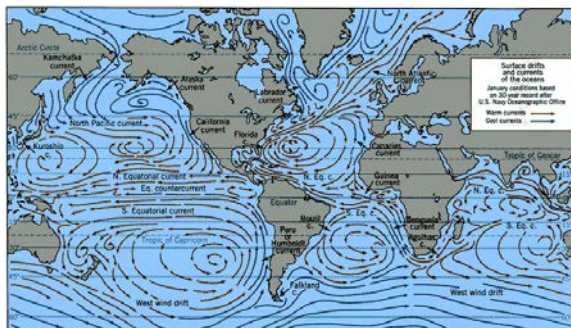 Surface drifts
and currents
of the oceans
January conditions based
on 30-year record after
U.S. Navy Oceanographic Office
Warm currents
Cool currents
Arctic Circle
Kamchatka
current
Alaska
current
Labrador
current
North Atlantic
60°
North Pacific current
California
current
Florida
c.
Kuroshio
c.
Canaries
current
Tropic of Cancer
N. Equatorial current
Eq. countercurrent
S. Equatorial current
N. Eq. c.
Guinea
current
N. Eq. c.
Equator
S. Eq. c.
S. Eq. c.
Brazil
c.
Benguela
current
Agulhas
c.
Peru
or
Humboldt
current
Tropic of Capricorn
Falkland
c.
West wind drift
West wind drift